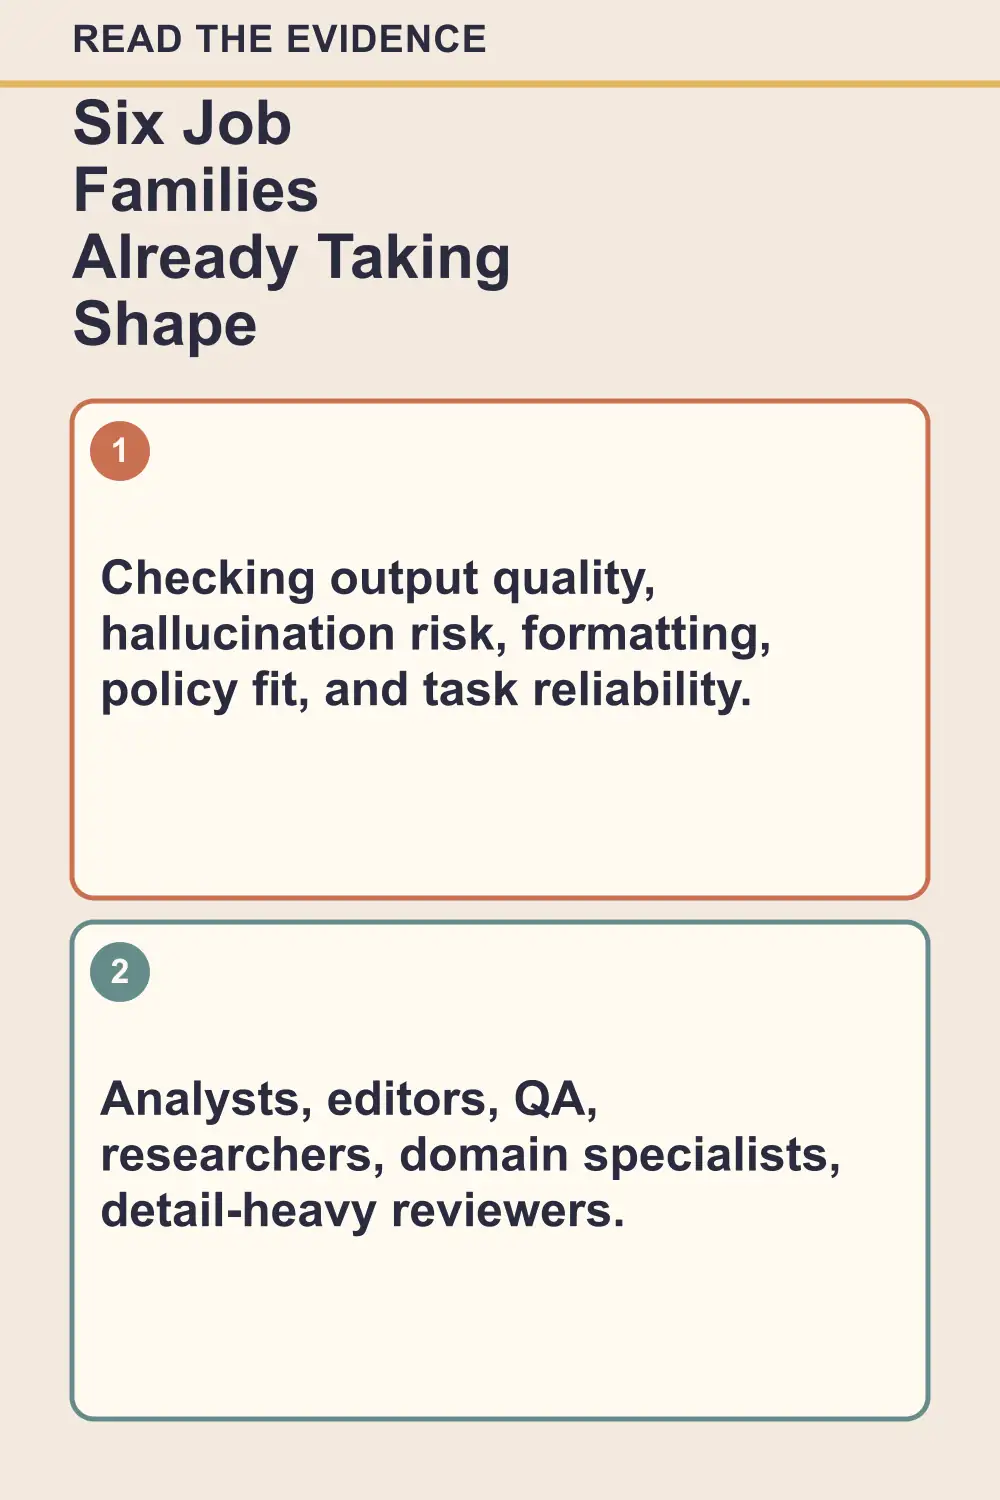 READ THE EVIDENCE
Six Job
Families
Already Taking
Shape
1
Checking output quality,
hallucination risk, formatting,
policy fit, and task reliability.
2
Analysts, editors, QA,
researchers, domain specialists,
detail-heavy reviewers.